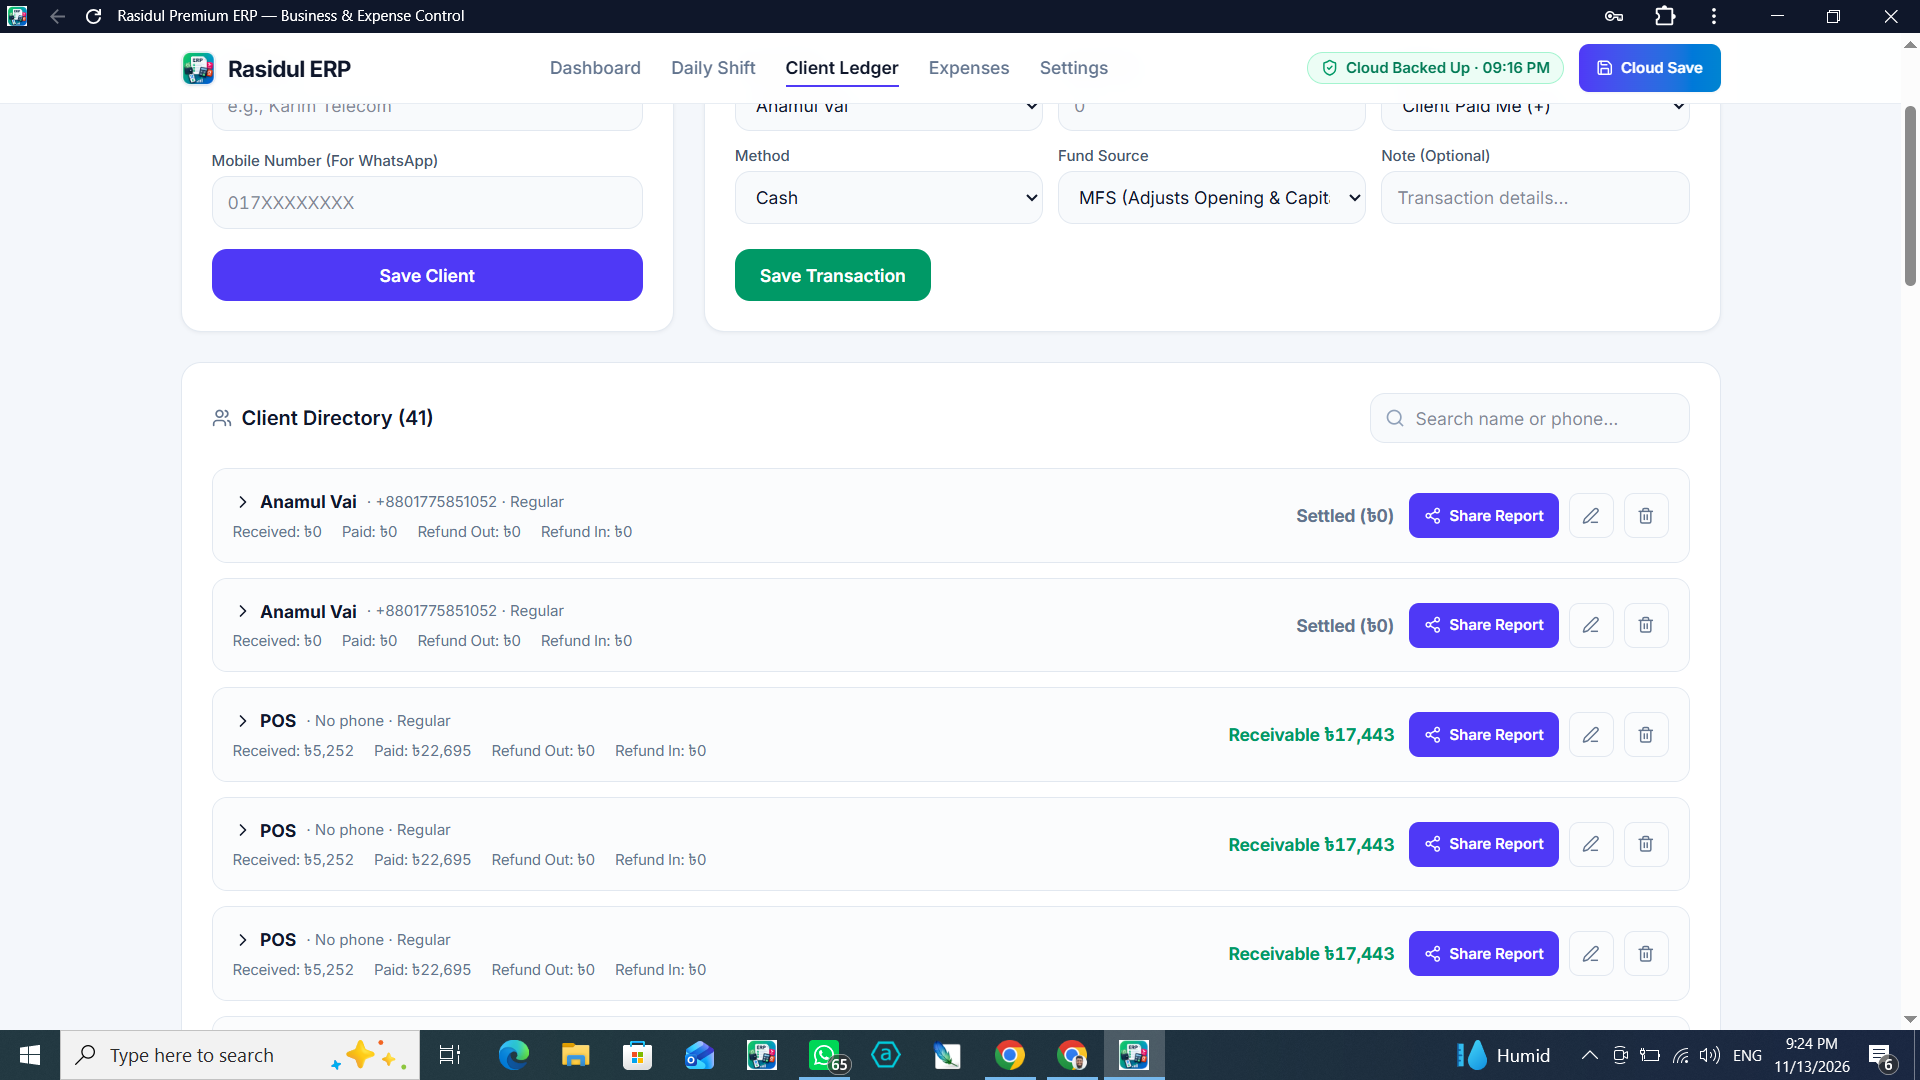 Rasidul Premium ERP — Business & Expense Control
Rasidul ERP
Dashboard
Daily Shift
Client Ledger
Expenses
Settings
Cloud Backed Up · 09:16 PM
Cloud Save
e.g., Karim Telecom
Anamul Vai
0
Client Paid Me (+)
Mobile Number (For WhatsApp)
017XXXXXXXX
Method
Fund Source
Note (Optional)
Cash
MFS (Adjusts Opening & Capit
Transaction details...
Save Client
Save Transaction
Client Directory (41)
Search name or phone...
Anamul Vai · +8801775851052 · Regular
Received: ৳0 Paid: ৳0 Refund Out: ৳0 Refund In: ৳0
Settled (৳0)
Share Report
Anamul Vai · +8801775851052 · Regular
Received: ৳0 Paid: ৳0 Refund Out: ৳0 Refund In: ৳0
Settled (৳0)
Share Report
POS · No phone · Regular
Received: ৳5,252 Paid: ৳22,695 Refund Out: ৳0 Refund In: ৳0
Receivable ৳17,443
Share Report
POS · No phone · Regular
Received: ৳5,252 Paid: ৳22,695 Refund Out: ৳0 Refund In: ৳0
Receivable ৳17,443
Share Report
POS · No phone · Regular
Received: ৳5,252 Paid: ৳22,695 Refund Out: ৳0 Refund In: ৳0
Receivable ৳17,443
Share Report
Type here to search
65
Humid
ENG
9:24 PM
11/13/2026
6